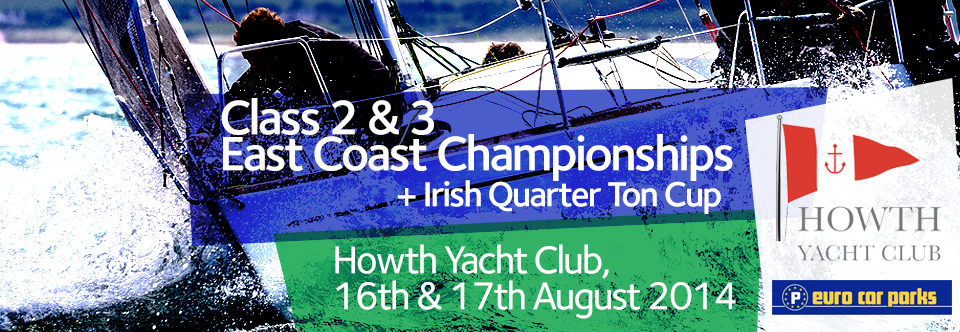 Class 2 & 3
East Coast Championships
+ Irish Quarter Ton Cup
Howth Yacht Club,
16th & 17th August 2014
HOWTH
YACHT CLUB
P euro car parks